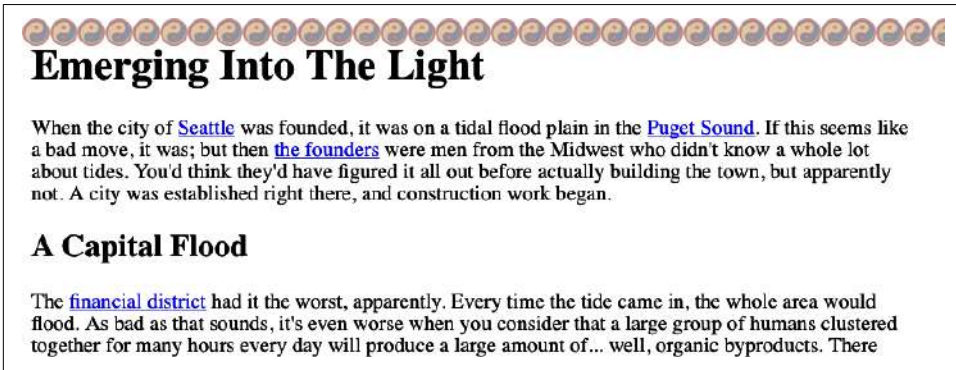 Emerging Into The Light
When the city of Seattle was founded, it was on a tidal flood plain in the Puget Sound. If this seems like
a bad move, it was; but then the founders were men from the Midwest who didn't know a whole lot
about tides. You'd think they'd have figured it all out before actually building the town, but apparently
not. A city was established right there, and construction work began.
A Capital Flood
The financial district had it the worst, apparently. Every time the tide came in, the whole area would
flood. As bad as that sounds, it's even worse when you consider that a large group of humans clustered
together for many hours every day will produce a large amount of... well, organic byproducts. There